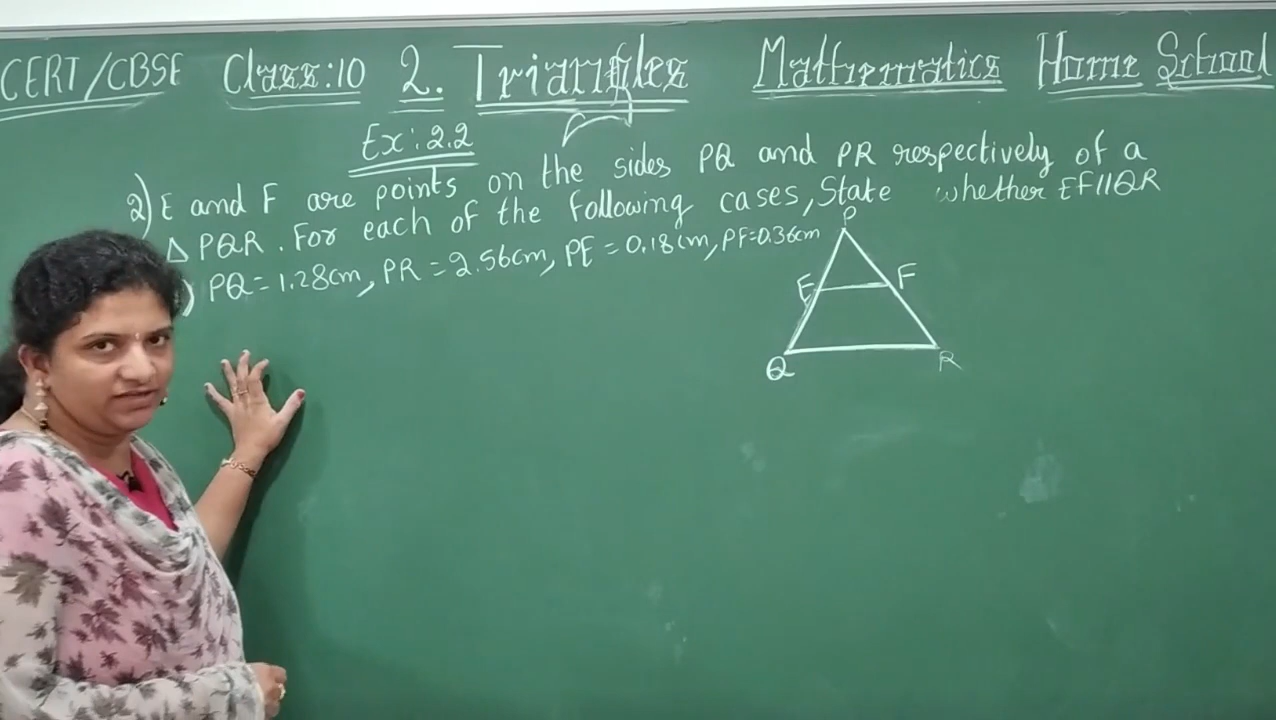 CERT/CBSE Class:10 2. Triangles Mathematics Home School
Ex: 2.2
2) E and F are points on the sides PQ and PR respectively of a
△ PQR. For each of the following cases, State whether EF||QR
) PQ = 1.28cm, PR = 2.56cm, PE = 0.18cm, PF=0.36cm
P
E F
Q R